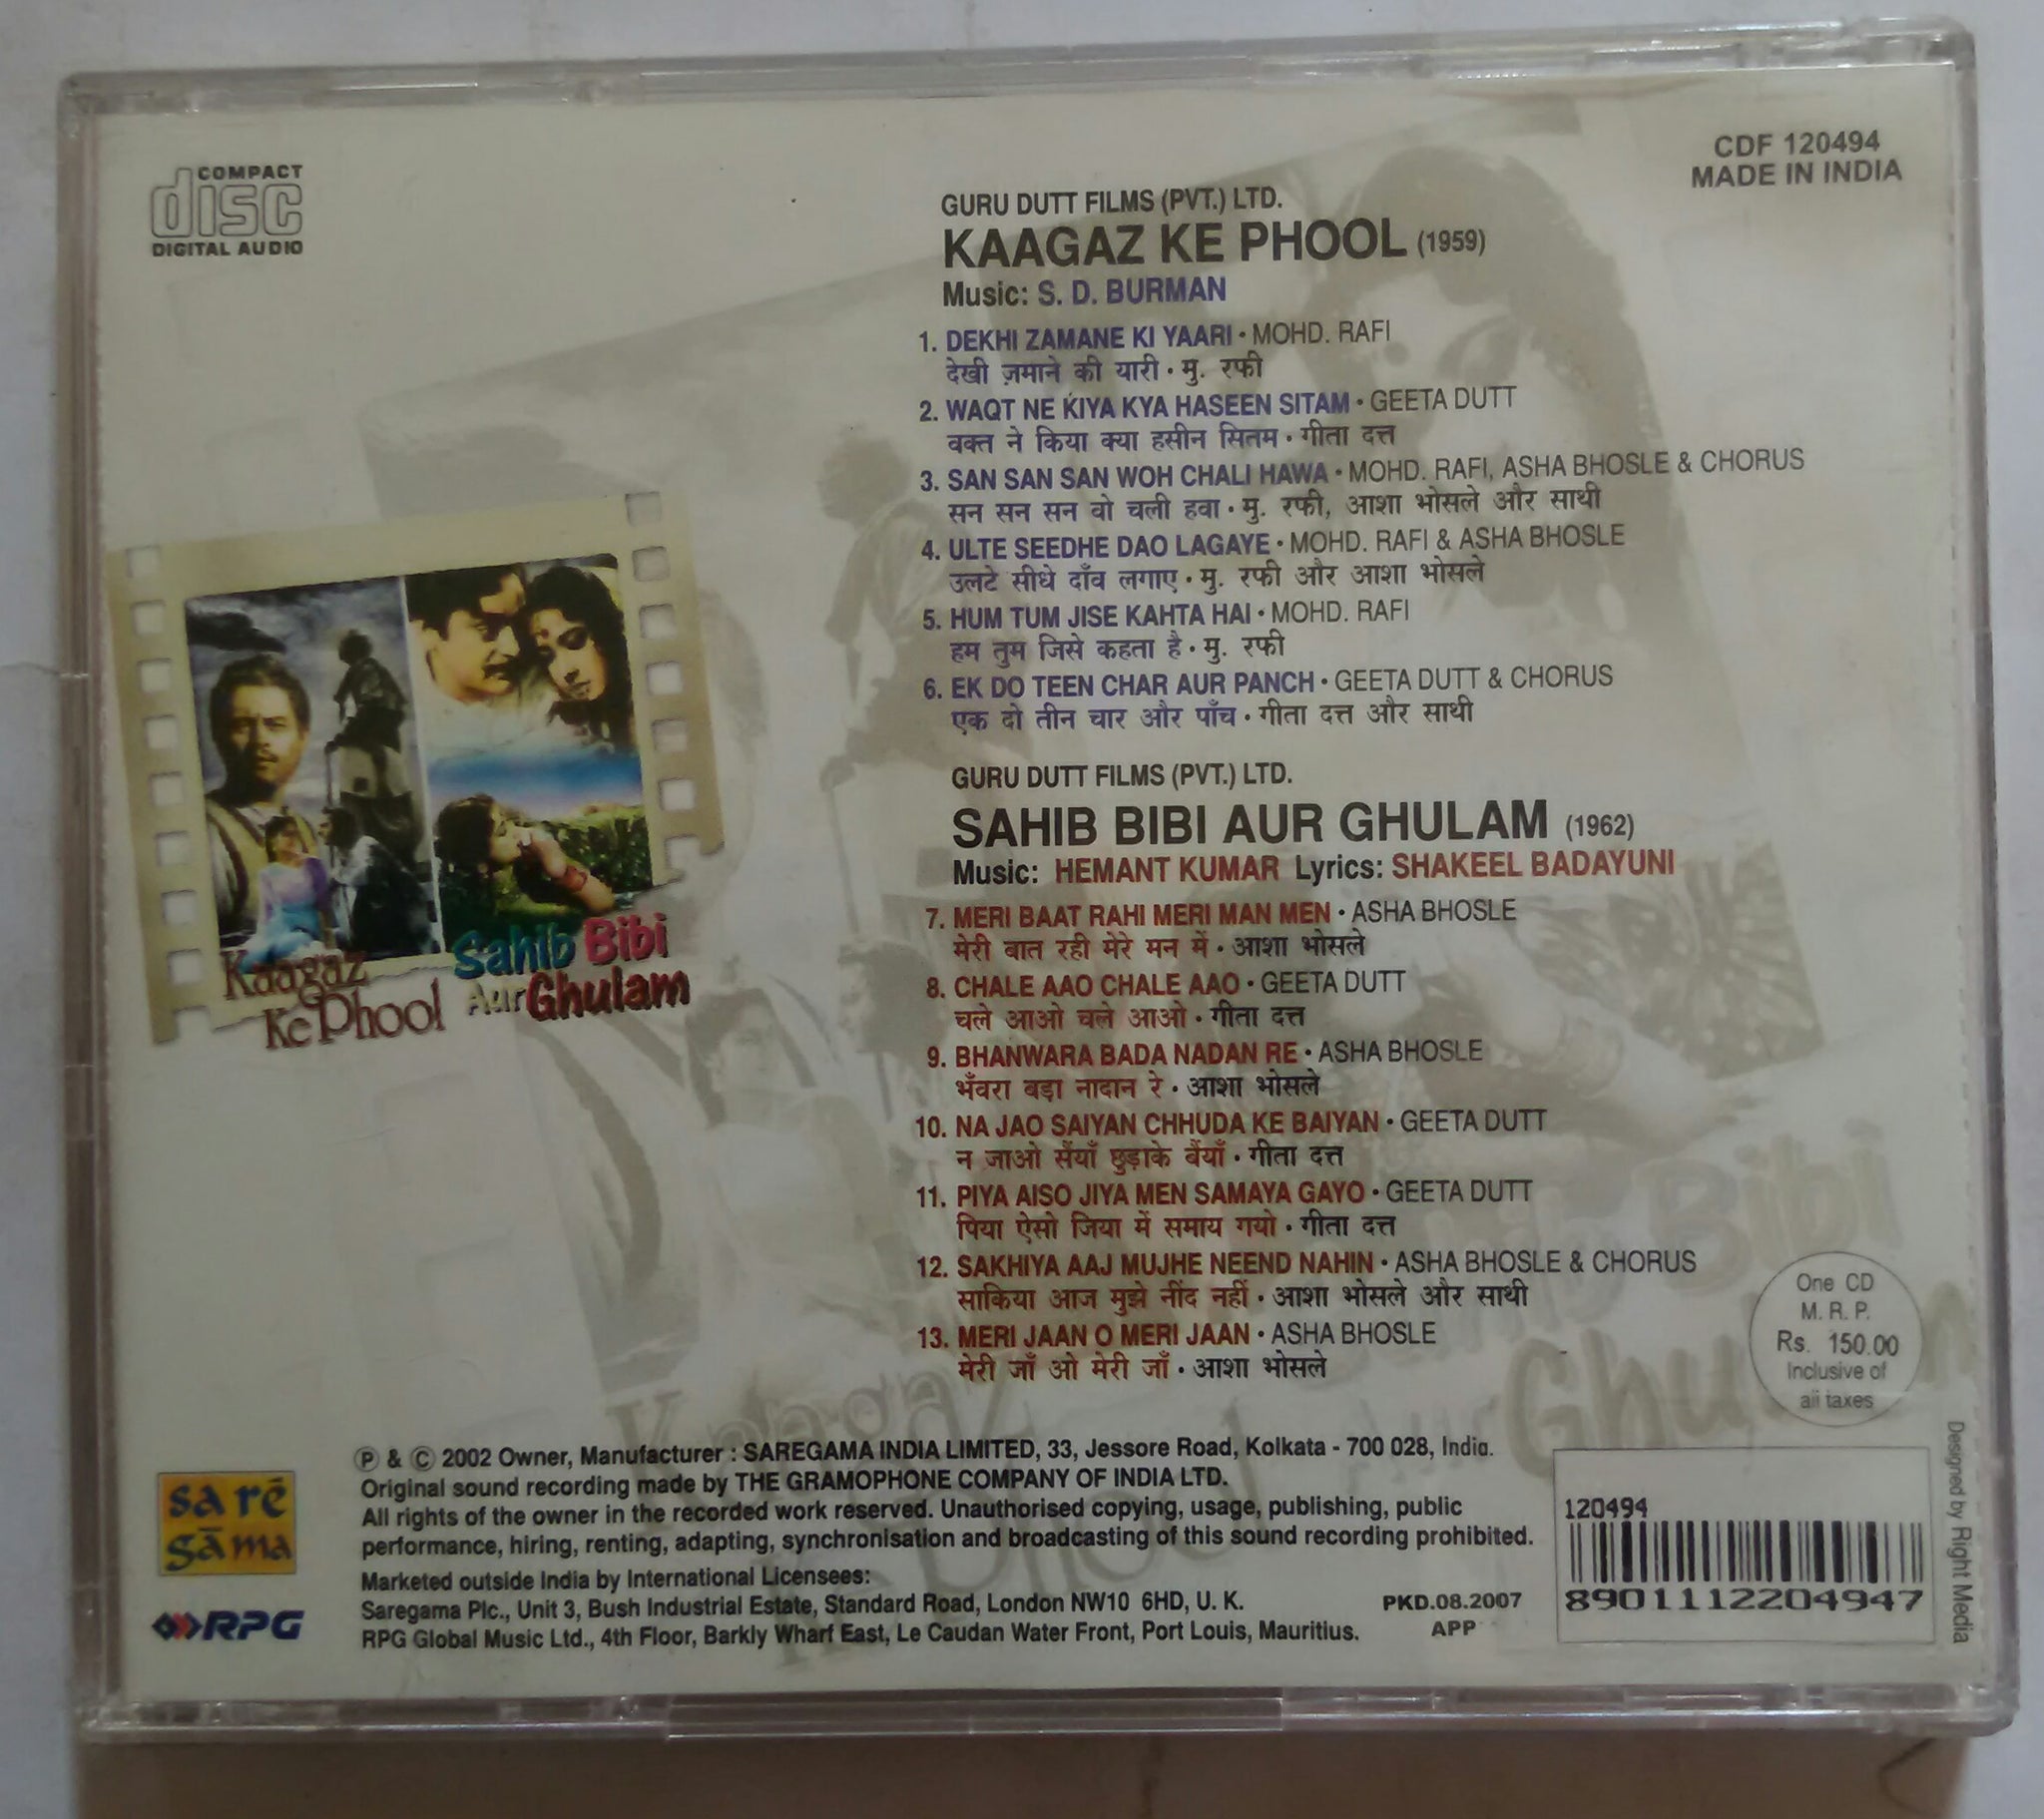 COMPACT
disc
DIGITAL AUDIO
CDF 120494
MADE IN INDIA
GURU DUTT FILMS (PVT.) LTD.
KAAGAZ KE PHOOL (1959)
Music: S. D. BURMAN
1. DEKHI ZAMANE KI YAARI • MOHD. RAFI
देखी ज़माने की यारी • मु. रफी
2. WAQT NE KIYA KYA HASEEN SITAM • GEETA DUTT
वक्त ने किया क्या हसीन सितम • गीता दत्त
3. SAN SAN SAN WOH CHALI HAWA • MOHD. RAFI, ASHA BHOSLE & CHORUS
सन सन सन वो चली हवा • मु. रफी, आशा भोसले और साथी
4. ULTE SEEDHE DAO LAGAYE • MOHD. RAFI & ASHA BHOSLE
उलटे सीधे दाँव लगाए • मु. रफी और आशा भोसले
5. HUM TUM JISE KAHTA HAI • MOHD. RAFI
हम तुम जिसे कहता है • मु. रफी
6. EK DO TEEN CHAR AUR PANCH • GEETA DUTT & CHORUS
एक दो तीन चार और पाँच • गीता दत्त और साथी
GURU DUTT FILMS (PVT.) LTD.
SAHIB BIBI AUR GHULAM (1962)
Music: HEMANT KUMAR Lyrics: SHAKEEL BADAYUNI
7. MERI BAAT RAHI MERI MAN MEN • ASHA BHOSLE
मेरी बात रही मेरे मन में • आशा भोसले
8. CHALE AAO CHALE AAO • GEETA DUTT
चले आओ चले आओ • गीता दत्त
9. BHANWARA BADA NADAN RE • ASHA BHOSLE
भँवरा बड़ा नादान रे • आशा भोसले
10. NA JAO SAIYAN CHHUDA KE BAIYAN • GEETA DUTT
न जाओ सैंयाँ छुड़ाके बैंयाँ • गीता दत्त
11. PIYA AISO JIYA MEN SAMAYA GAYO • GEETA DUTT
पिया ऐसो जिया में समाय गयो • गीता दत्त
12. SAKHIYA AAJ MUJHE NEEND NAHIN • ASHA BHOSLE & CHORUS
साकिया आज मुझे नींद नहीं • आशा भोसले और साथी
13. MERI JAAN O MERI JAAN • ASHA BHOSLE
मेरी जाँ ओ मेरी जाँ • आशा भोसले
Kaagaz
Ke Phool
Sahib Bibi
Aur Ghulam
Kaagaz
Ke Phool
Sahib Bibi
Aur Ghulam
One CD
M. R. P.
Rs. 150.00
Inclusive of
all taxes
sa rē
gā ma
RPG
Ⓟ & Ⓒ 2002 Owner, Manufacturer : SAREGAMA INDIA LIMITED, 33, Jessore Road, Kolkata - 700 028, India.
Original sound recording made by THE GRAMOPHONE COMPANY OF INDIA LTD.
All rights of the owner in the recorded work reserved. Unauthorised copying, usage, publishing, public
performance, hiring, renting, adapting, synchronisation and broadcasting of this sound recording prohibited.
Marketed outside India by International Licensees:
Saregama Plc., Unit 3, Bush Industrial Estate, Standard Road, London NW10 6HD, U. K.
RPG Global Music Ltd., 4th Floor, Barkly Wharf East, Le Caudan Water Front, Port Louis, Mauritius.
PKD.08.2007
APP
120494
8901112204947
Designed by Right Media